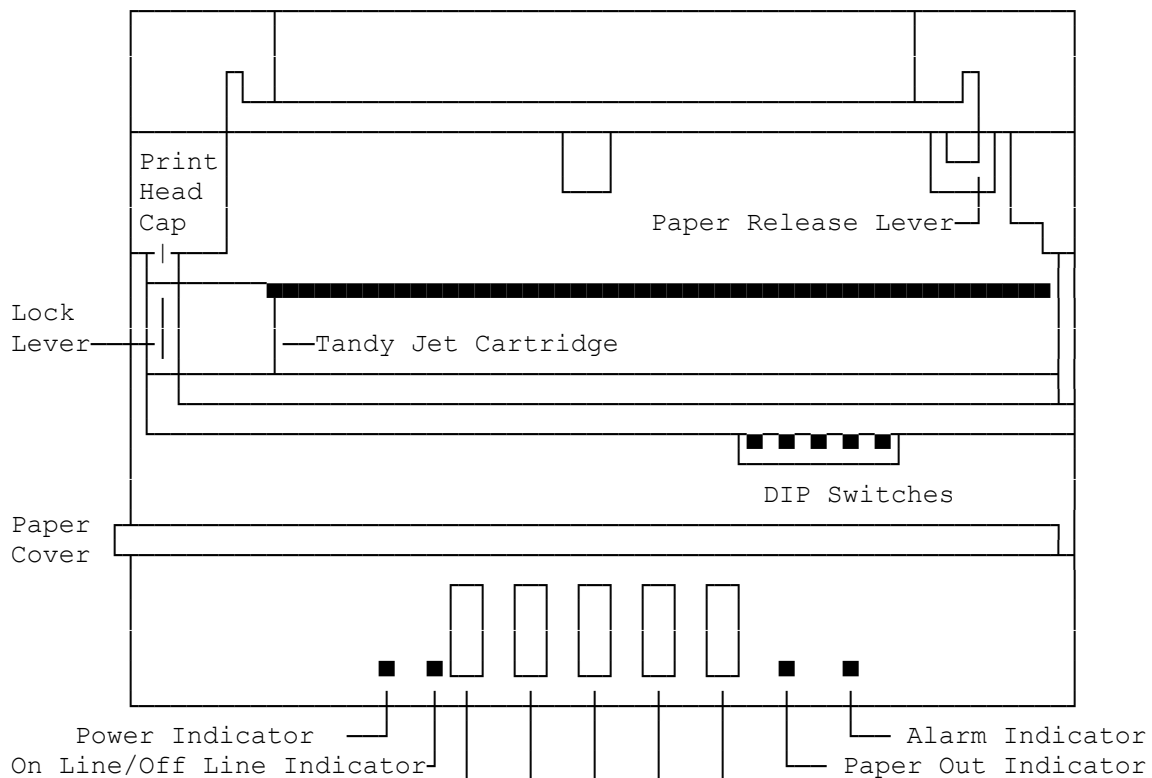 Print
Head
Cap
Paper Release Lever
Lock
Lever
Tandy Jet Cartridge
DIP Switches
Paper
Cover
Power Indicator
Alarm Indicator
On Line/Off Line Indicator
Paper Out Indicator